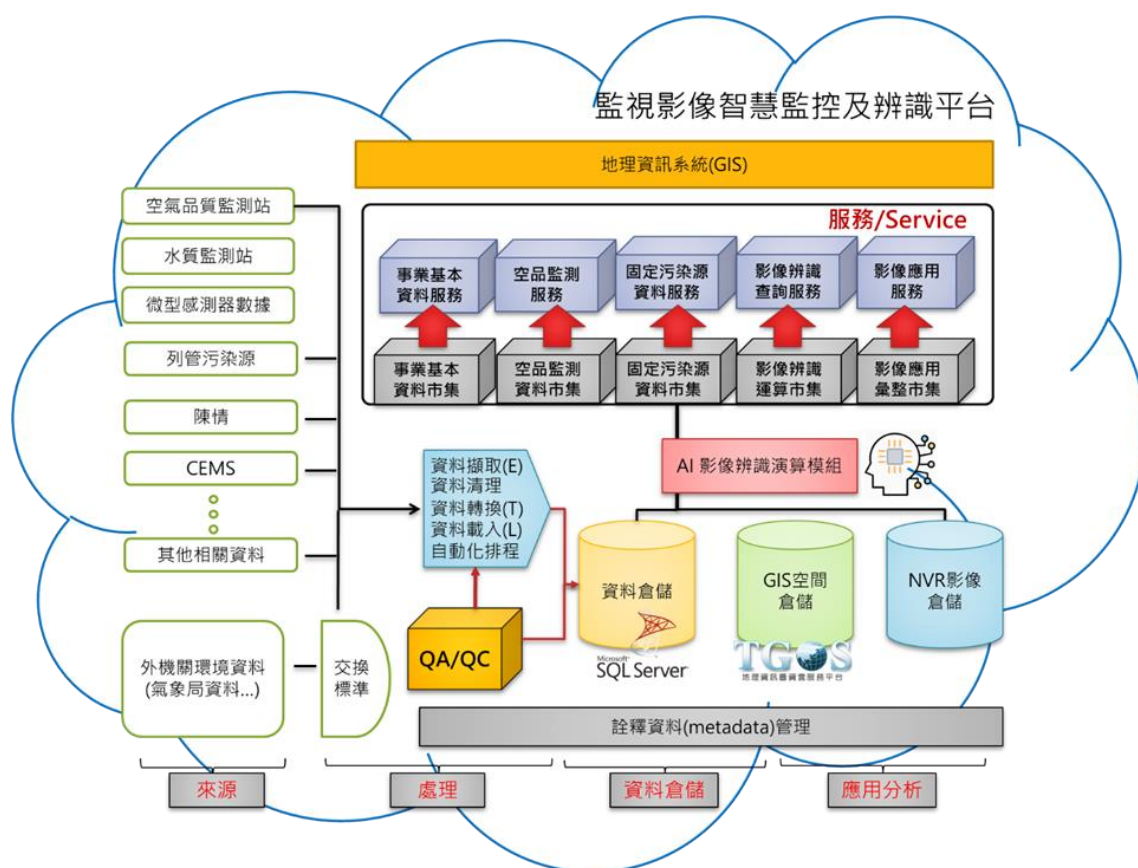 監視影像智慧監控及辨識平台
地理資訊系統(GIS)
服務/Service
事業基本
資料服務
空品監測
服務
固定污染源
資料服務
影像辨識
查詢服務
影像應用
服務
事業基本
資料市集
空品監測
資料市集
固定污染源
資料市集
影像辨識
運算市集
影像應用
彙整市集
空氣品質監測站
水質監測站
微型感測器數據
列管污染源
陳情
CEMS
其他相關資料
外機關環境資料
(氣象局資料...)
交換
標準
資料擷取(E)
資料清理
資料轉換(T)
資料載入(L)
自動化排程
QA/QC
AI 影像辨識演算模組
資料倉儲
Microsoft
SQL Server
GIS空間
倉儲
TGOS
地理資訊圖資雲服務平台
NVR影像
倉儲
詮釋資料(metadata)管理
來源
處理
資料倉儲
應用分析